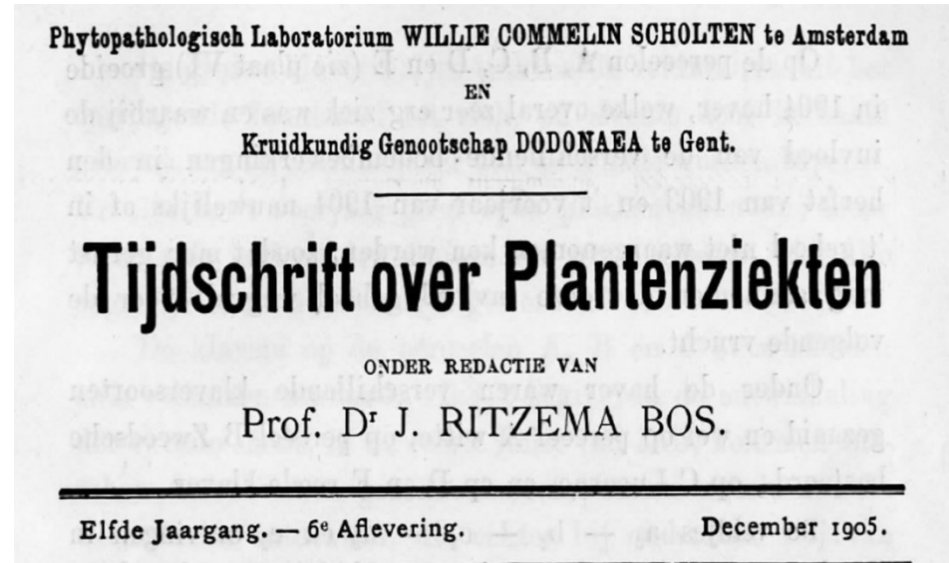 Phytopathologisch Laboratorium WILLIE COMMELIN SCHOLTEN te Amsterdam
EN
Kruidkundig Genootschap DODONAEA te Gent.
Tijdschrift over Plantenziekten
ONDER REDACTIE VAN
Prof. Dr J. RITZEMA BOS.
Elfde Jaargang. — 6e Aflevering. December 1905.